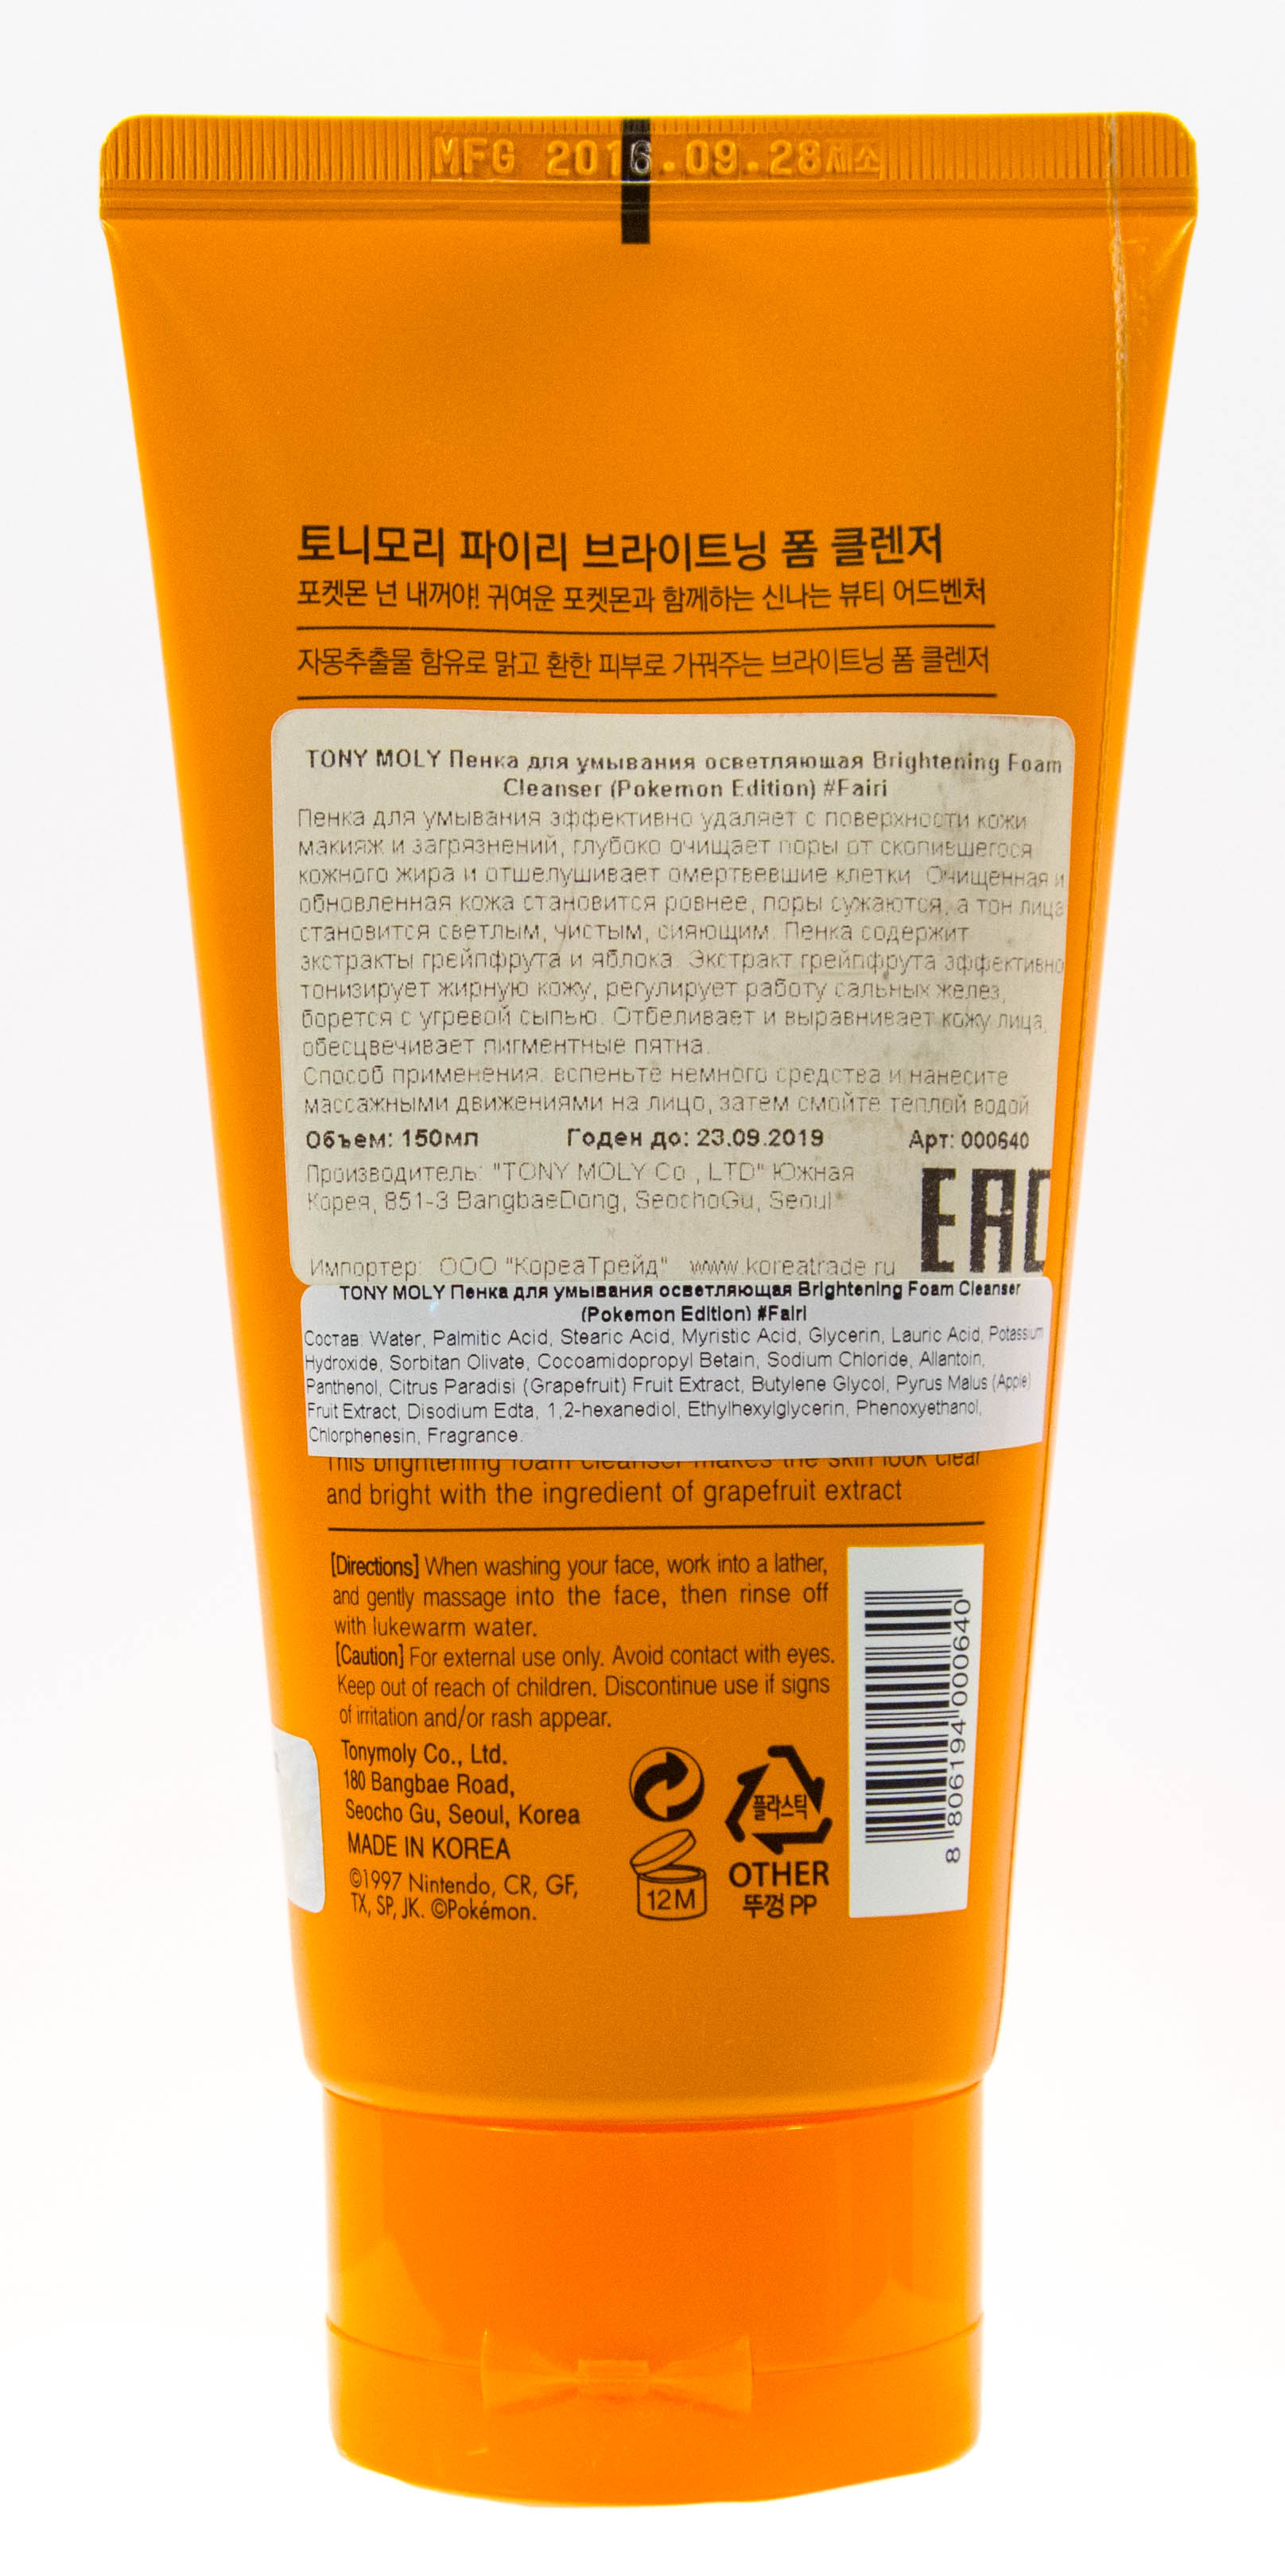 MFG 2016.09.28제조
토니모리 파이리 브라이트닝 폼 클렌저
포켓몬 넌 내꺼야! 귀여운 포켓몬과 함께하는 신나는 뷰티 어드벤처
자몽추출물 함유로 맑고 환한 피부로 가꿔주는 브라이트닝 폼 클렌저
TONY MOLY Пенка для умывания осветляющая Brightening Foam
Cleanser (Pokemon Edition) #Fairi
Пенка для умывания эффективно удаляет с поверхности кожи
макияж и загрязнений, глубоко очищает поры от скопившегося
кожного жира и отшелушивает омертвевшие клетки. Очищенная и
обновленная кожа становится ровнее, поры сужаются, а тон лица
становится светлым, чистым, сияющим. Пенка содержит
экстракты грейпфрута и яблока. Экстракт грейпфрута эффективно
тонизирует жирную кожу, регулирует работу сальных желез,
борется с угревой сыпью. Отбеливает и выравнивает кожу лица,
обесцвечивает пигментные пятна.
Способ применения: вспеньте немного средства и нанесите
массажными движениями на лицо, затем смойте теплой водой
Объем: 150мл Годен до: 23.09.2019 Арт: 000640
Производитель: "TONY MOLY Co., LTD" Южная
Корея, 851-3 BangbaeDong, SeochoGu, Seoul
EAC
Импортер: ООО "КореаТрейд" www.koreatrade.ru
TONY MOLY Пенка для умывания осветляющая Brightening Foam Cleanser
(Pokemon Edition) #Fairi
Состав: Water, Palmitic Acid, Stearic Acid, Myristic Acid, Glycerin, Lauric Acid, Potassium
Hydroxide, Sorbitan Olivate, Cocoamidopropyl Betain, Sodium Chloride, Allantoin,
Panthenol, Citrus Paradisi (Grapefruit) Fruit Extract, Butylene Glycol, Pyrus Malus (Apple)
Fruit Extract, Disodium Edta, 1,2-hexanediol, Ethylhexylglycerin, Phenoxyethanol,
Chlorphenesin, Fragrance.
This brightening foam cleanser makes the skin look clear
and bright with the ingredient of grapefruit extract
[Directions] When washing your face, work into a lather,
and gently massage into the face, then rinse off
with lukewarm water.
[Caution] For external use only. Avoid contact with eyes.
Keep out of reach of children. Discontinue use if signs
of irritation and/or rash appear.
Tonymoly Co., Ltd.
180 Bangbae Road,
Seocho Gu, Seoul, Korea
MADE IN KOREA
©1997 Nintendo, CR, GF,
TX, SP, JK. ©Pokémon.
12M
플라스틱
OTHER
뚜껑 PP
8 806194 000640